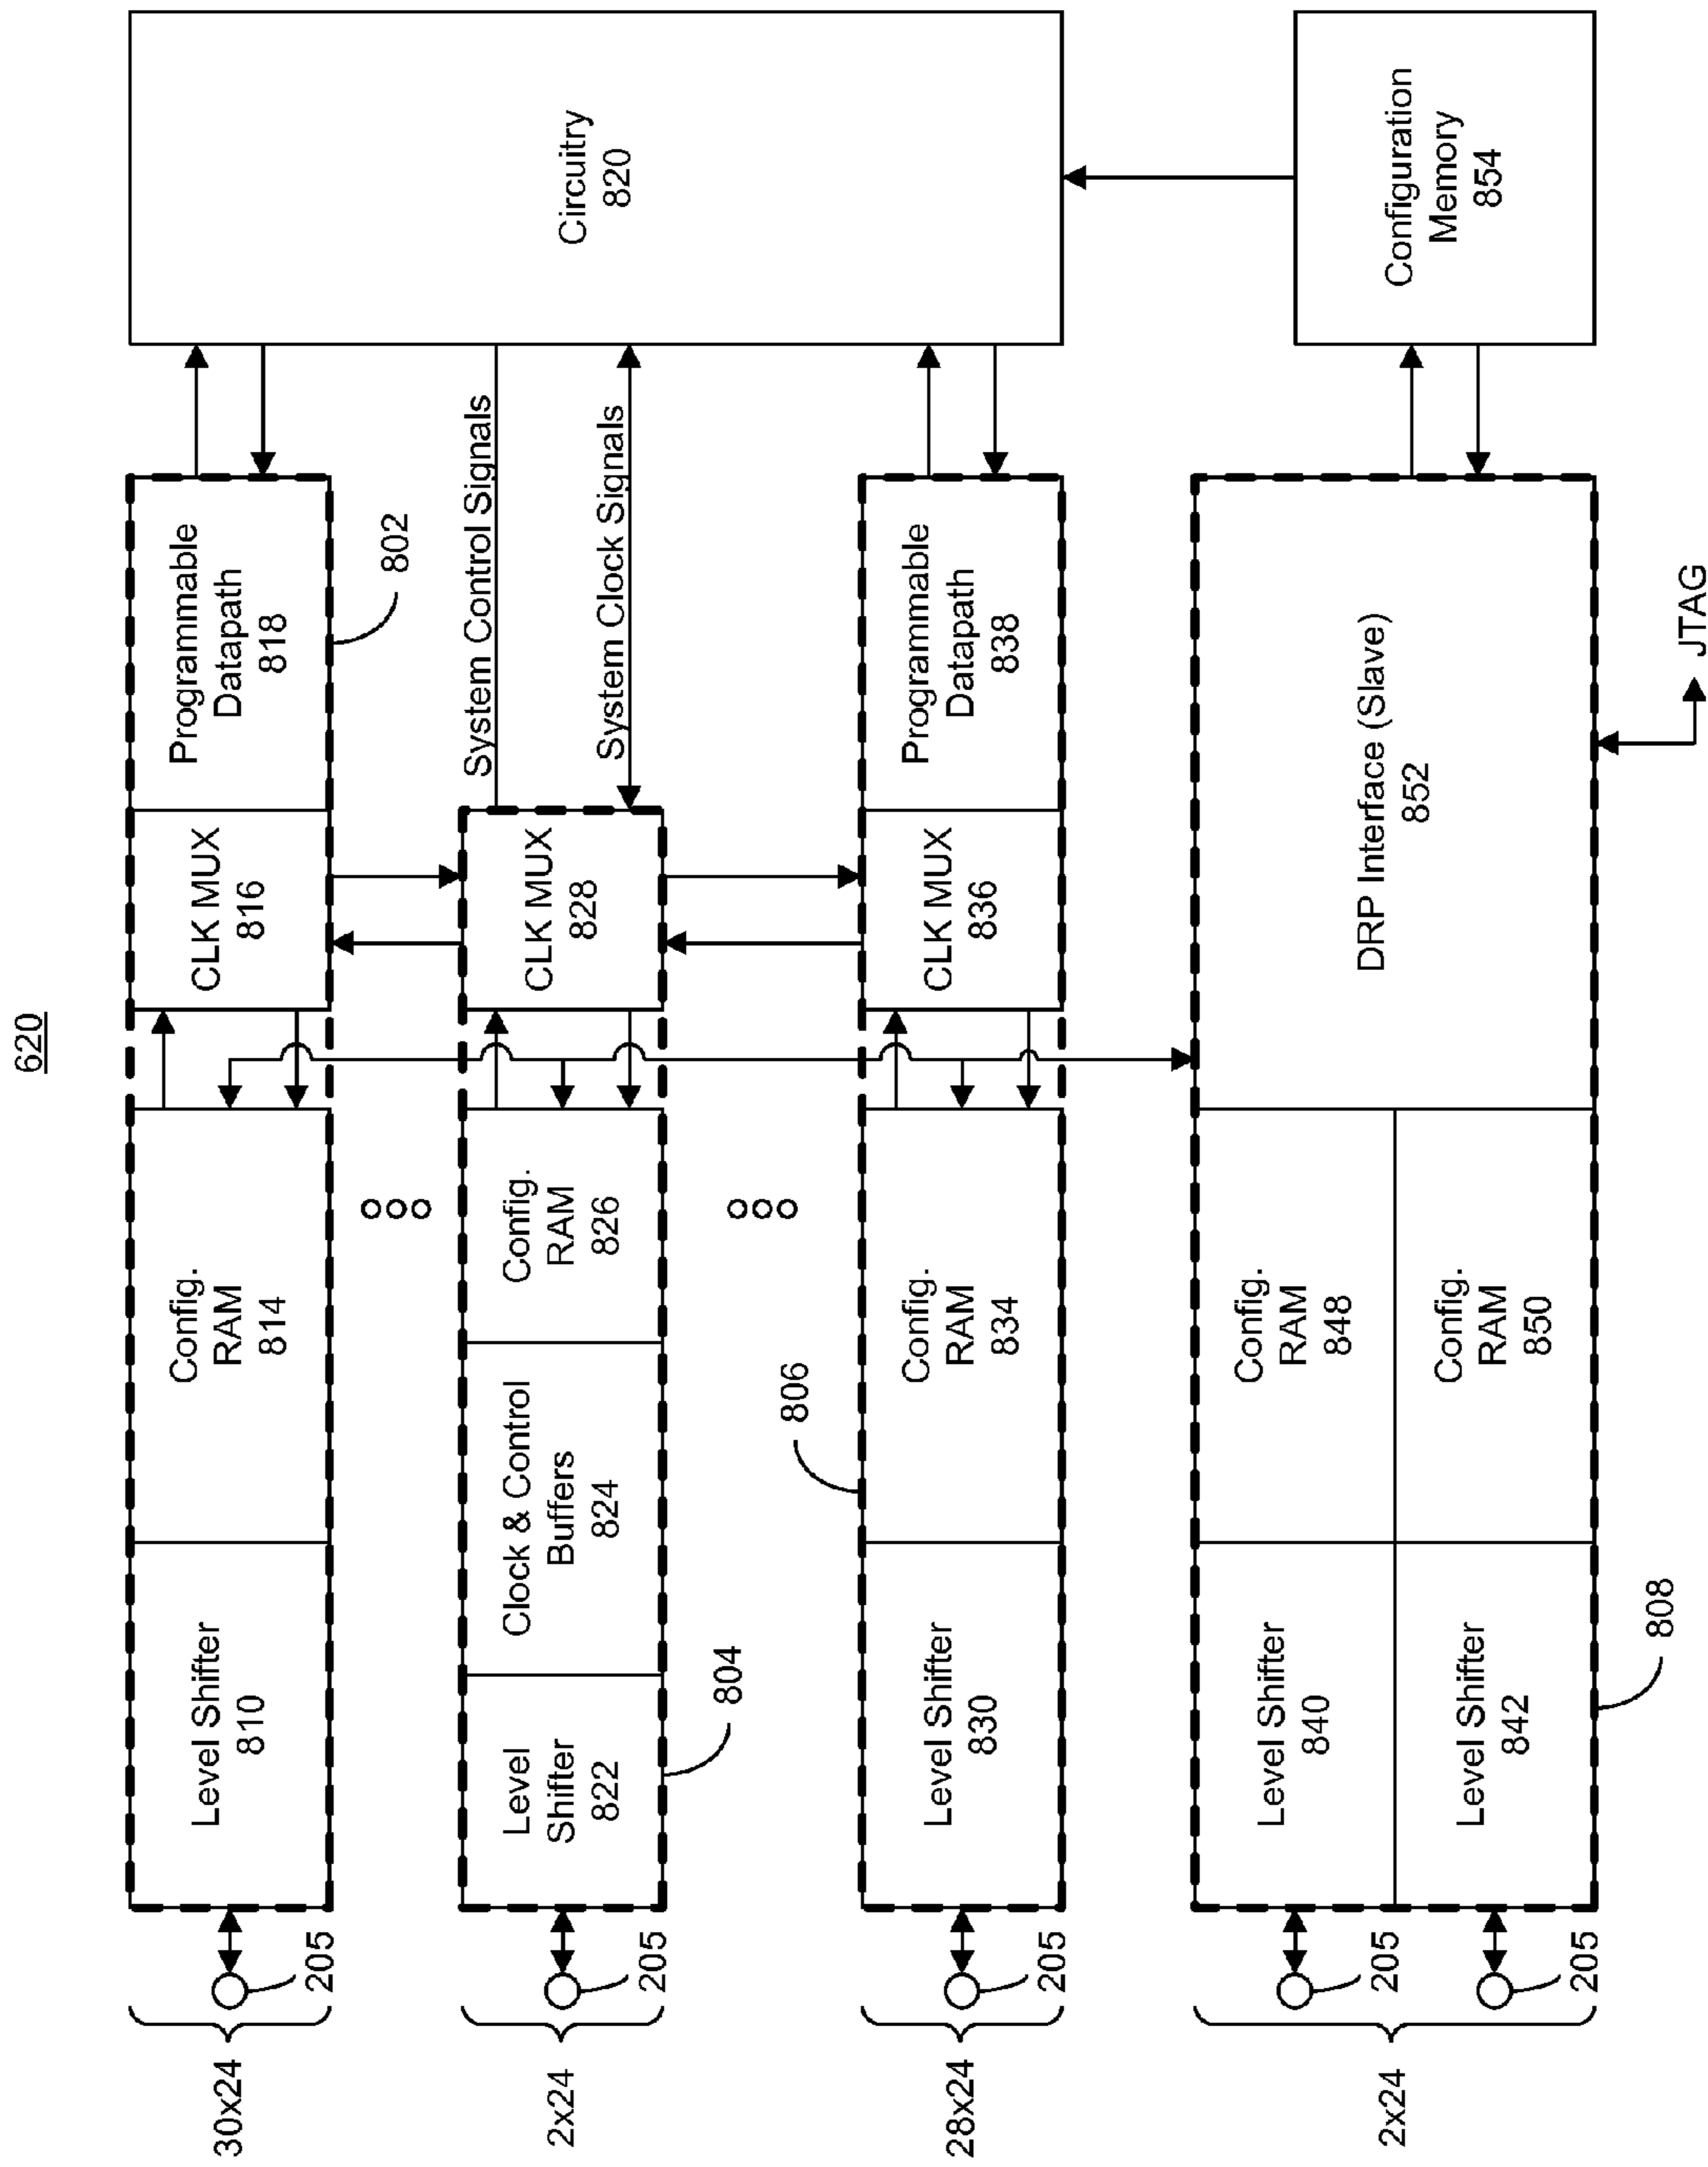 620
30x24
205
Level Shifter
810
Config.
RAM
814
CLK MUX
816
Programmable
Datapath
818
802
2x24
205
Level
Shifter
822
804
Clock & Control
Buffers
824
Config.
RAM
826
CLK MUX
828
System Control Signals
System Clock Signals
Circuitry
820
28x24
205
Level Shifter
830
806
Config.
RAM
834
CLK MUX
836
Programmable
Datapath
838
2x24
205
205
Level Shifter
840
Level Shifter
842
808
Config.
RAM
848
Config.
RAM
850
DRP Interface (Slave)
852
JTAG
Configuration
Memory
854